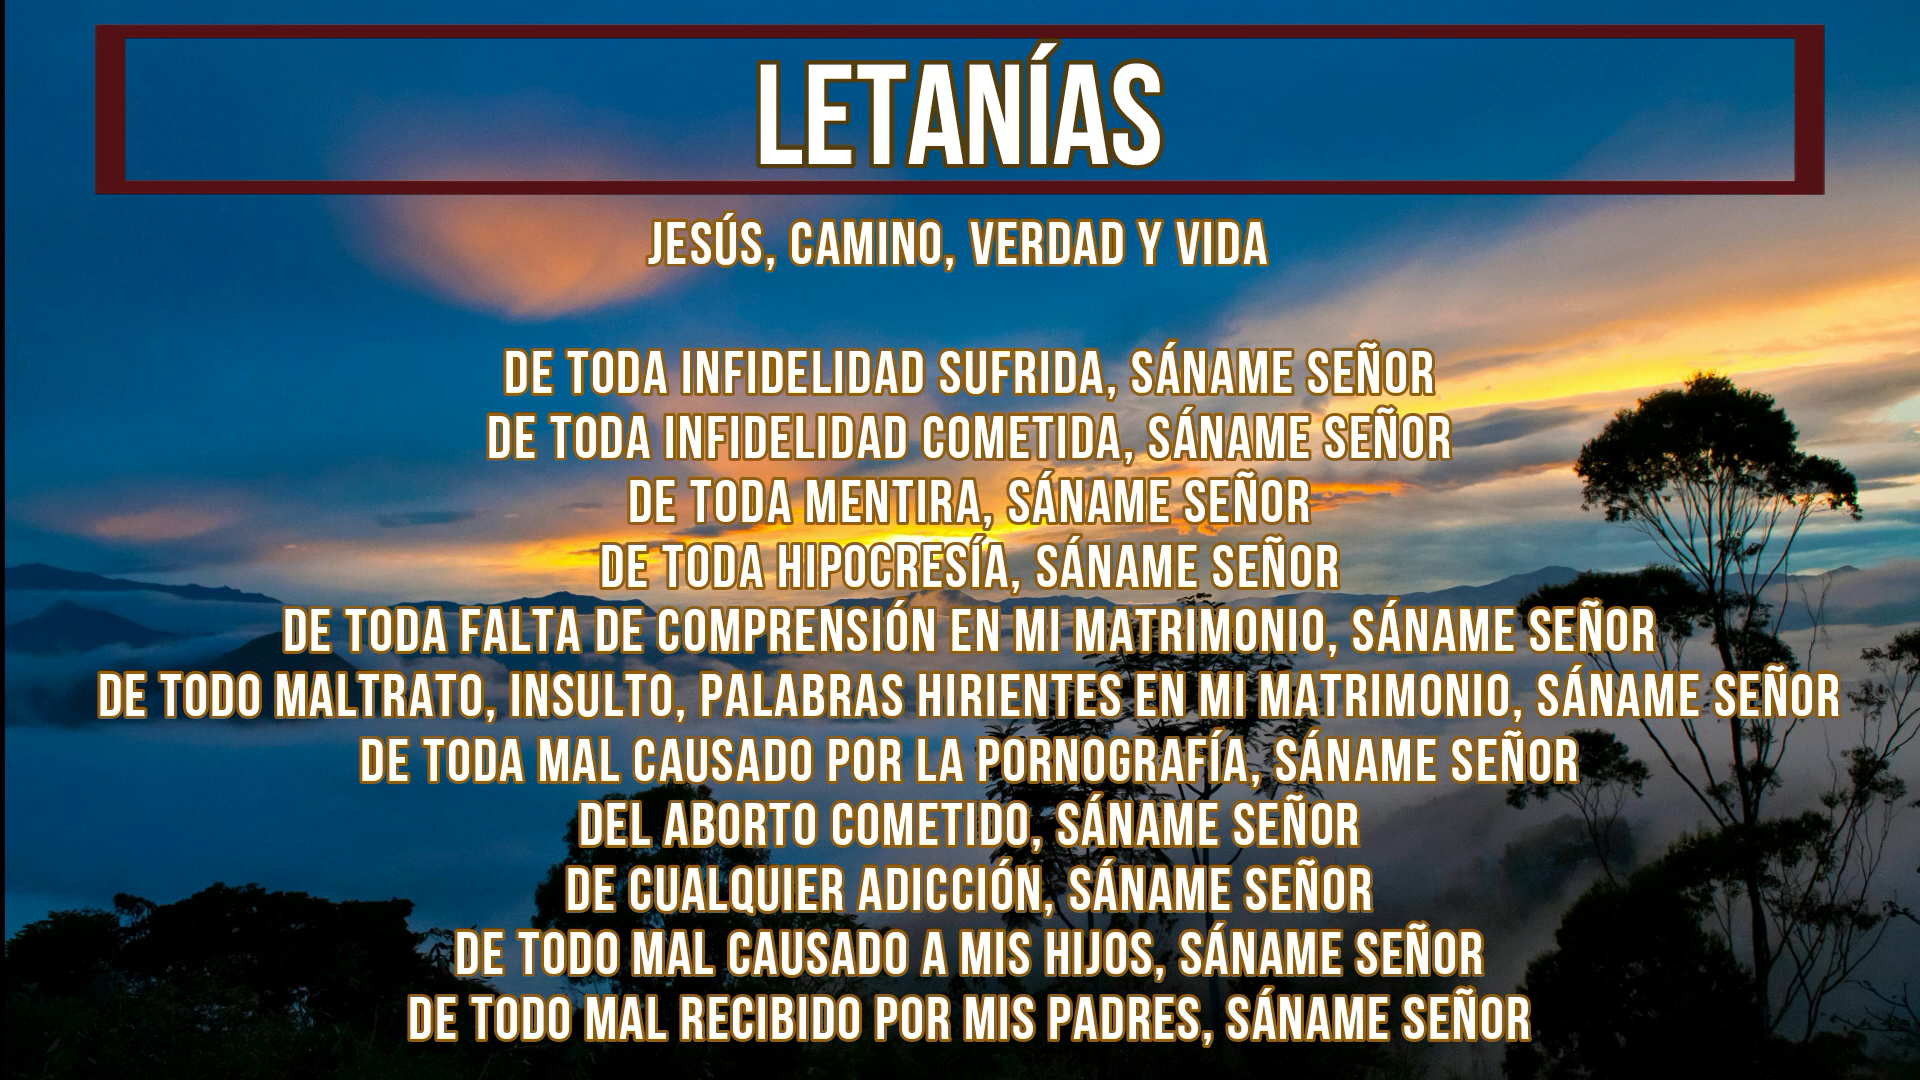 LETANÍAS
JESÚS, CAMINO, VERDAD Y VIDA
DE TODA INFIDELIDAD SUFRIDA, SÁNAME SEÑOR
DE TODA INFIDELIDAD COMETIDA, SÁNAME SEÑOR
DE TODA MENTIRA, SÁNAME SEÑOR
DE TODA HIPOCRESÍA, SÁNAME SEÑOR
DE TODA FALTA DE COMPRENSIÓN EN MI MATRIMONIO, SÁNAME SEÑOR
DE TODO MALTRATO, INSULTO, PALABRAS HIRIENTES EN MI MATRIMONIO, SÁNAME SEÑOR
DE TODA MAL CAUSADO POR LA PORNOGRAFÍA, SÁNAME SEÑOR
DEL ABORTO COMETIDO, SÁNAME SEÑOR
DE CUALQUIER ADICCIÓN, SÁNAME SEÑOR
DE TODO MAL CAUSADO A MIS HIJOS, SÁNAME SEÑOR
DE TODO MAL RECIBIDO POR MIS PADRES, SÁNAME SEÑOR